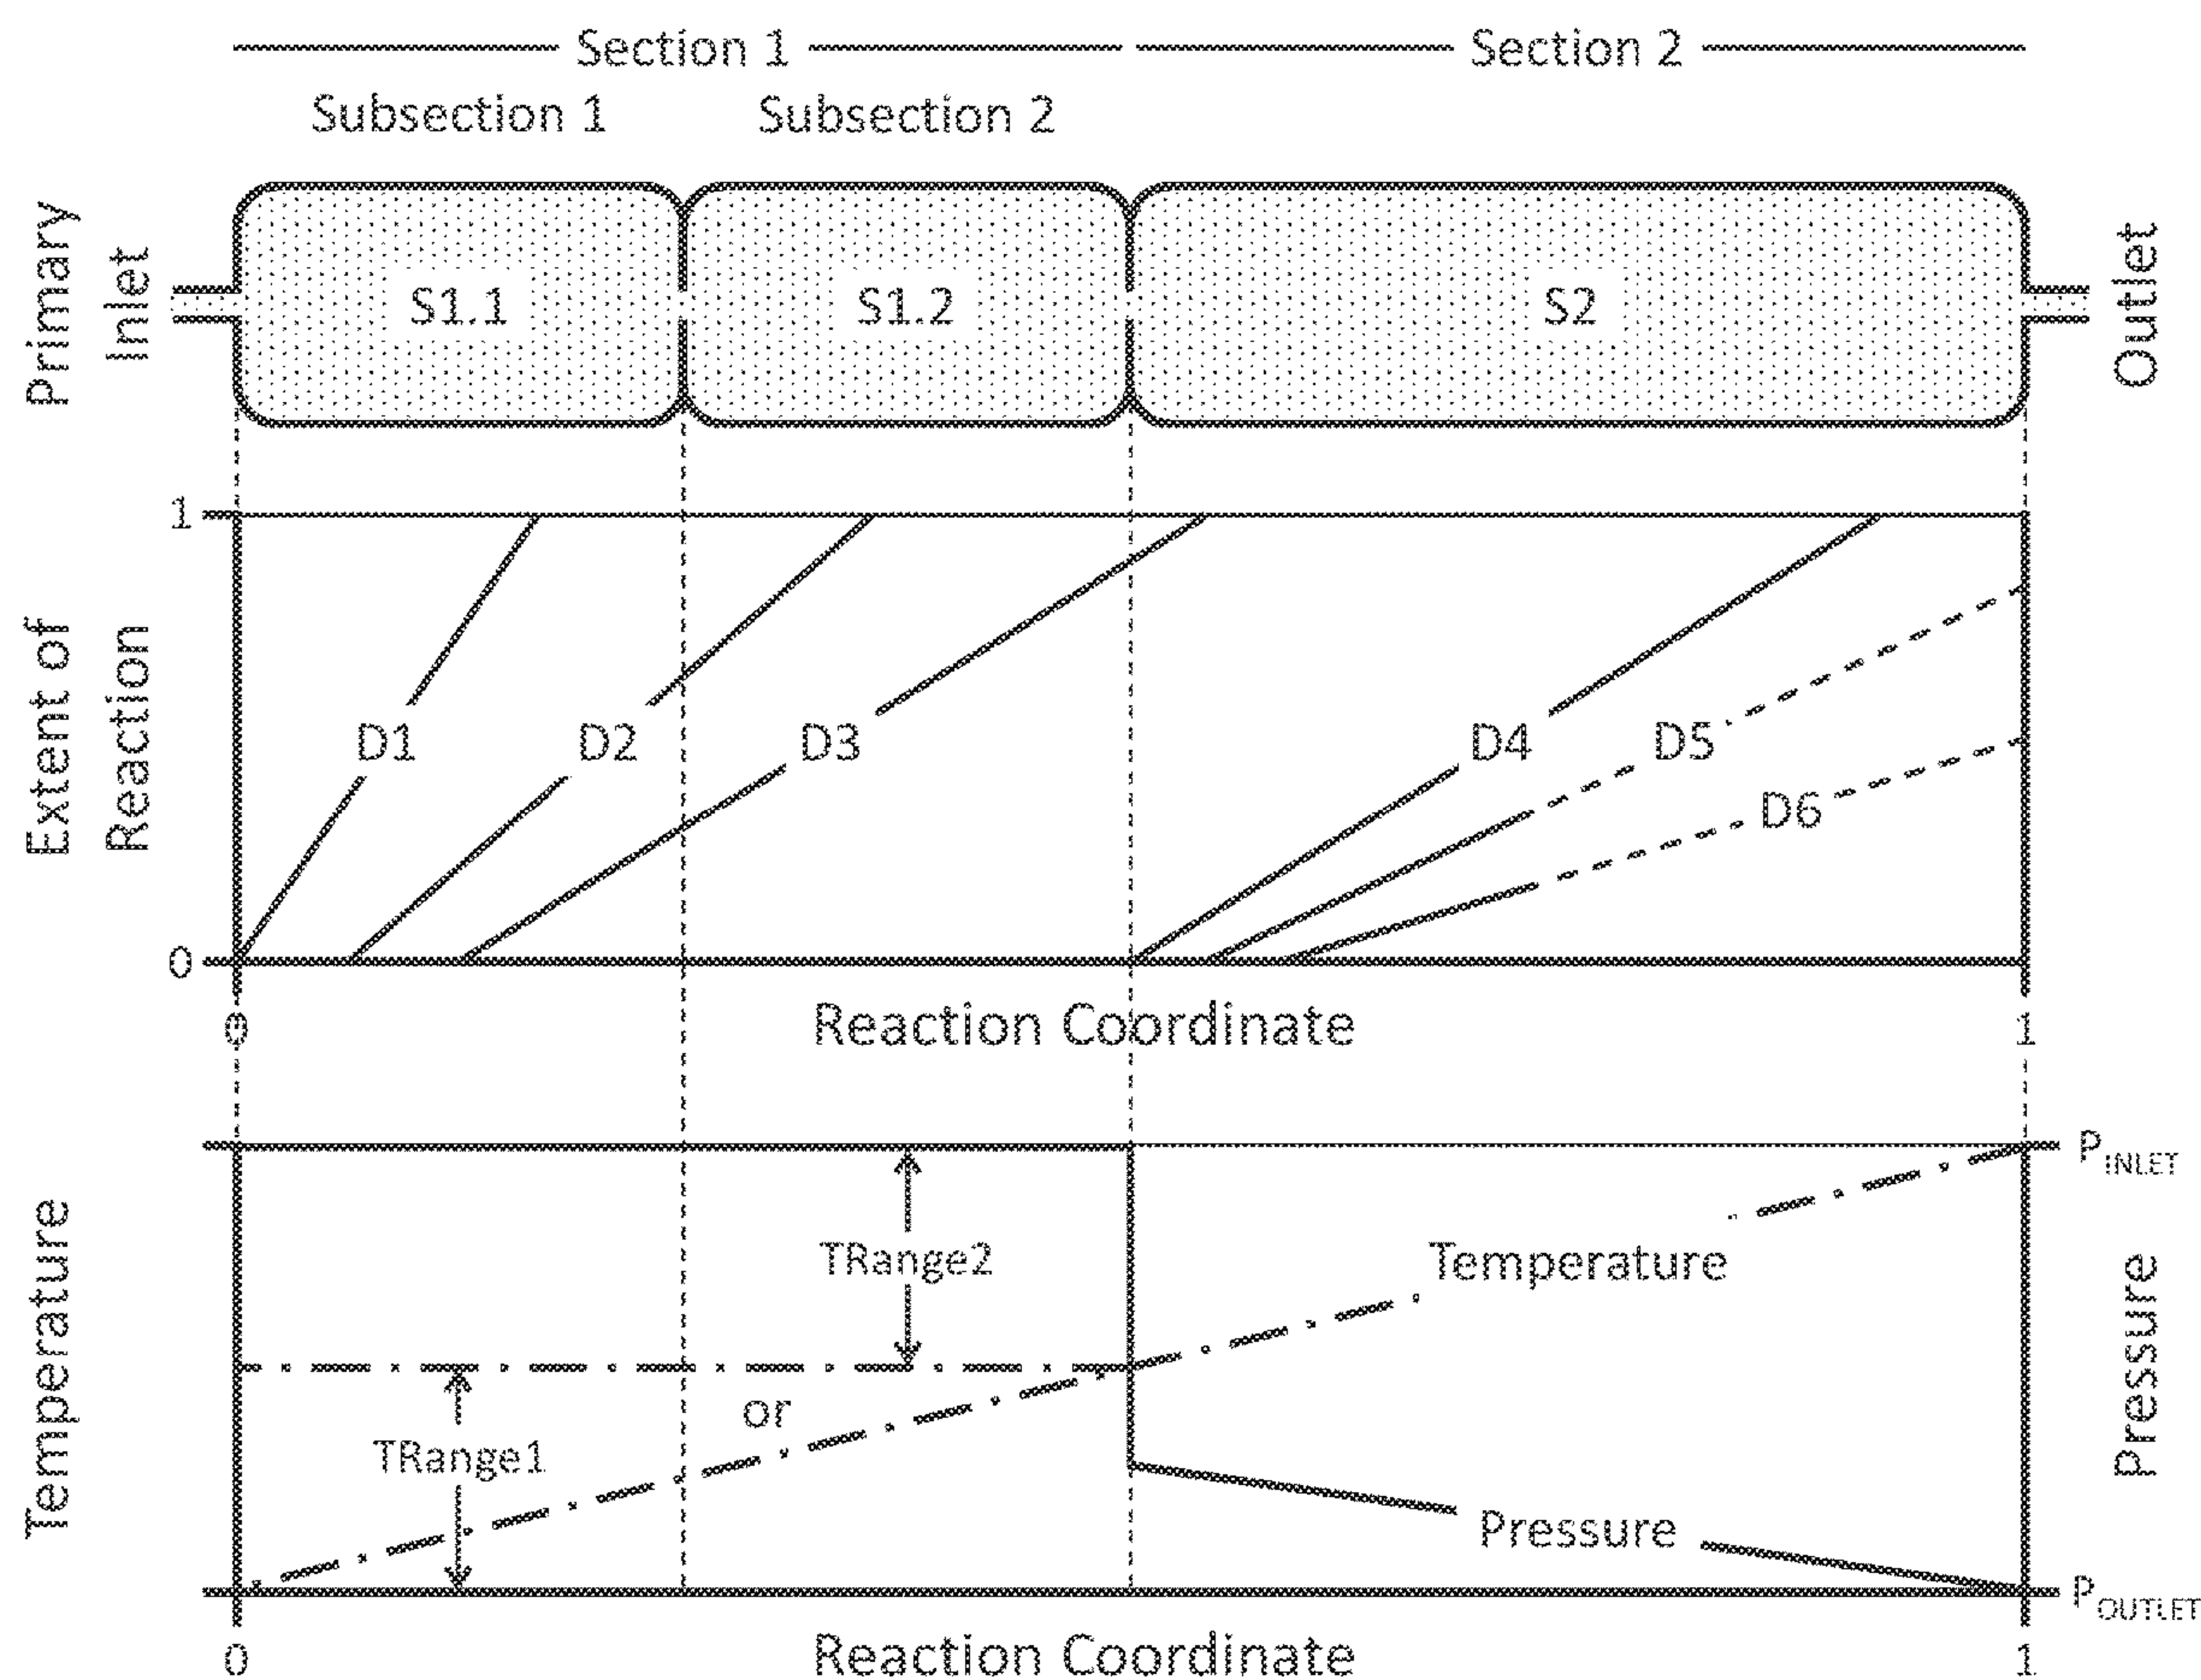 Section 1
Section 2
Subsection 1
Subsection 2
Primary
Inlet
S1.1
S1.2
S2
Outlet
1
Extent of
Reaction
D1
D2
D3
D4
D5
D6
0
0
Reaction Coordinate
1
P INLET
Temperature
TRange2
Temperature
or
TRange1
Pressure
Pressure
P OUTLET
0
Reaction Coordinate
1